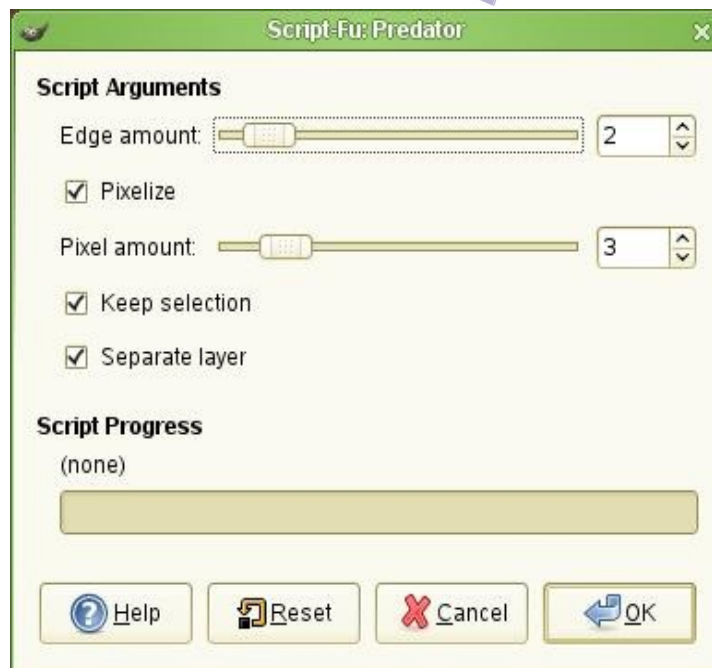 Script-Fu: Predator
Script Arguments
Edge amount: 2
Pixelize
Pixel amount: 3
Keep selection
Separate layer
Script Progress
(none)
Help Reset Cancel OK